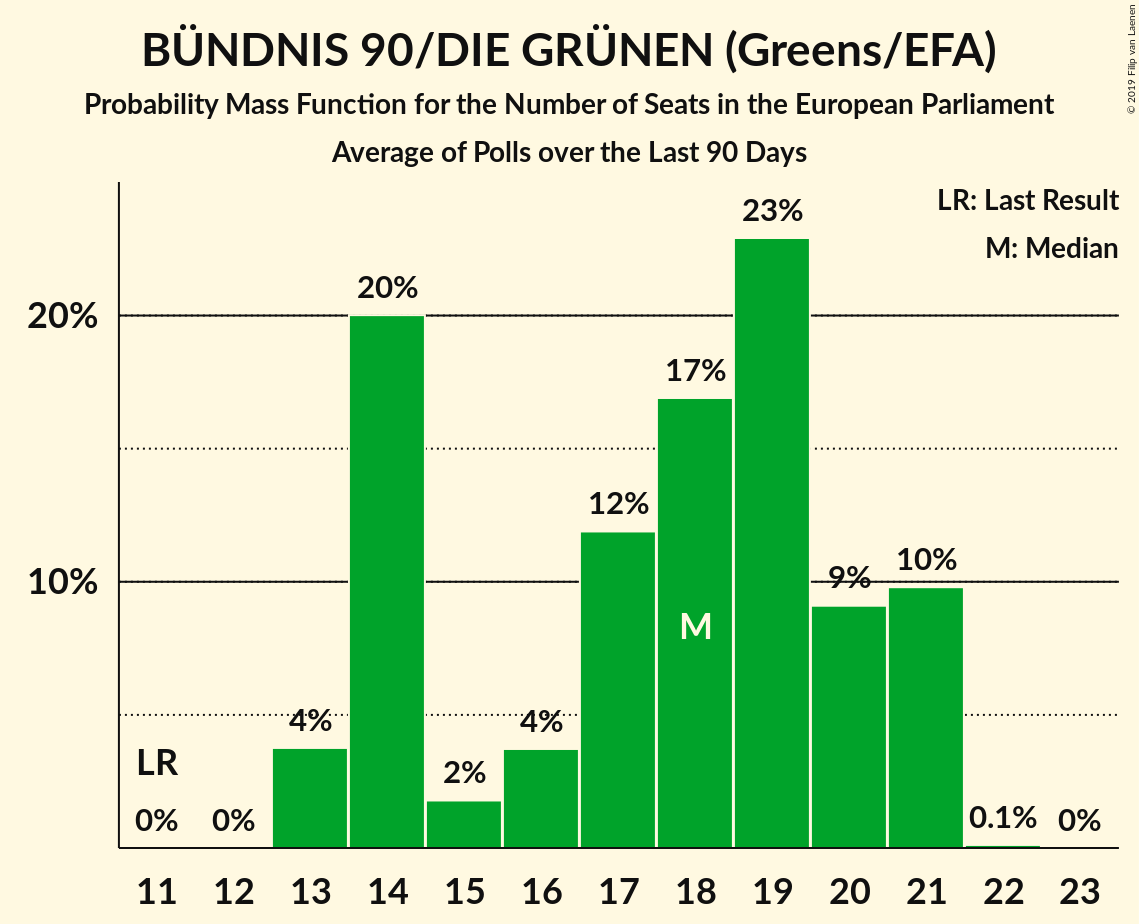 BÜNDNIS 90/DIE GRÜNEN (Greens/EFA)
Probability Mass Function for the Number of Seats in the European Parliament
Average of Polls over the Last 90 Days
© 2019 Filip van Laenen
LR: Last Result
M: Median
23%
20%
20%
17%
12%
10%
10%
9%
M
4%
4%
LR
2%
0%
0%
0.1%
0%
11 12 13 14 15 16 17 18 19 20 21 22 23